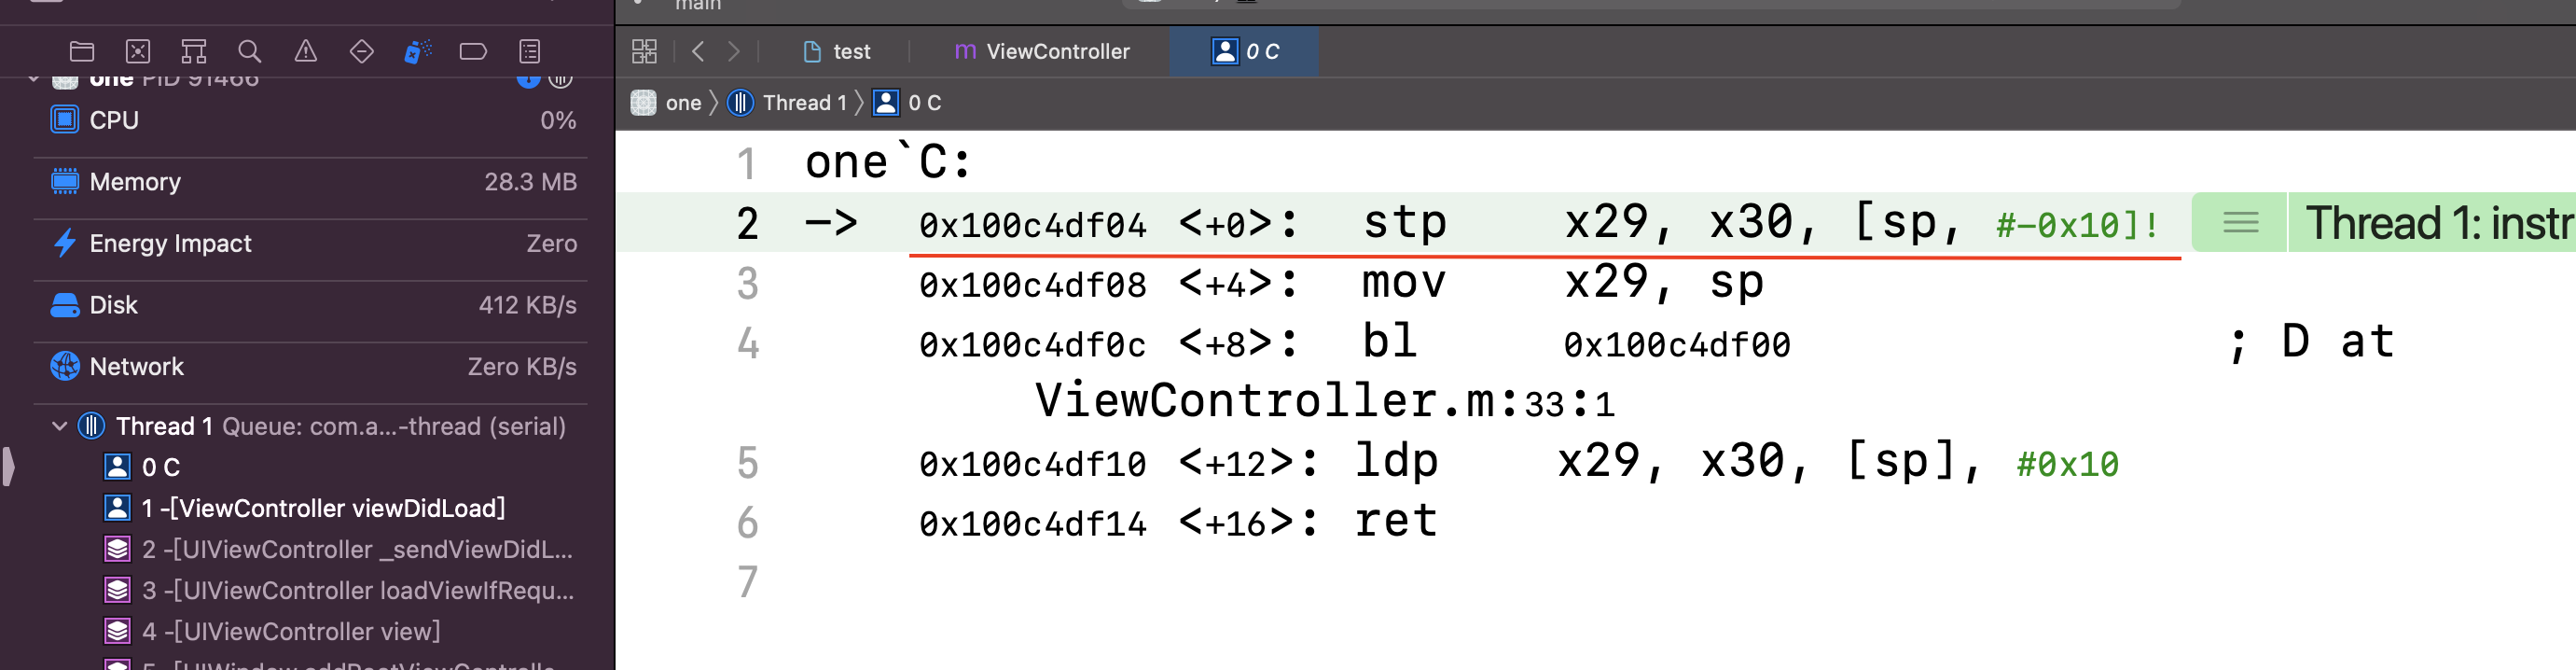 main
test
ViewController
0 C
one PID 91466
one
Thread 1
0 C
CPU 0%
Memory 28.3 MB
Energy Impact Zero
Disk 412 KB/s
Network Zero KB/s
Thread 1 Queue: com.a...-thread (serial)
0 C
1 -[ViewController viewDidLoad]
2 -[UIViewController _sendViewDidL...
3 -[UIViewController loadViewIfRequ...
4 -[UIViewController view]
1 one`C:
2 -> 0x100c4df04 <+0>: stp x29, x30, [sp, #-0x10]! Thread 1: instr
3 0x100c4df08 <+4>: mov x29, sp
4 0x100c4df0c <+8>: bl 0x100c4df00 ; D at
ViewController.m:33:1
5 0x100c4df10 <+12>: ldp x29, x30, [sp], #0x10
6 0x100c4df14 <+16>: ret
7